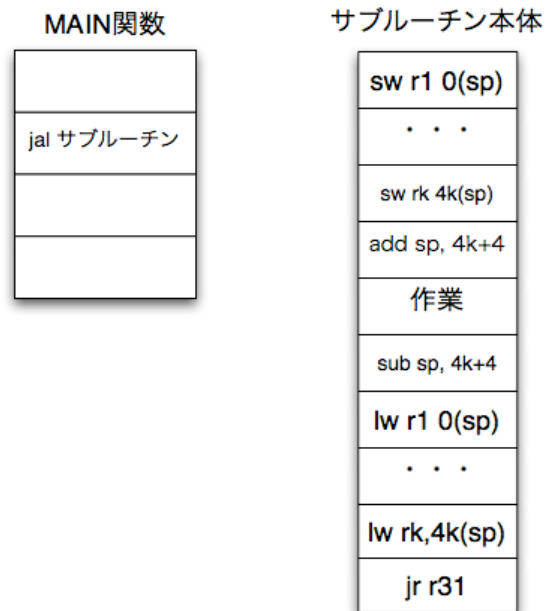 MAIN関数
jal サブルーチン
サブルーチン本体
sw r1 0(sp)
・・・
sw rk 4k(sp)
add sp, 4k+4
作業
sub sp, 4k+4
lw r1 0(sp)
・・・
lw rk,4k(sp)
jr r31